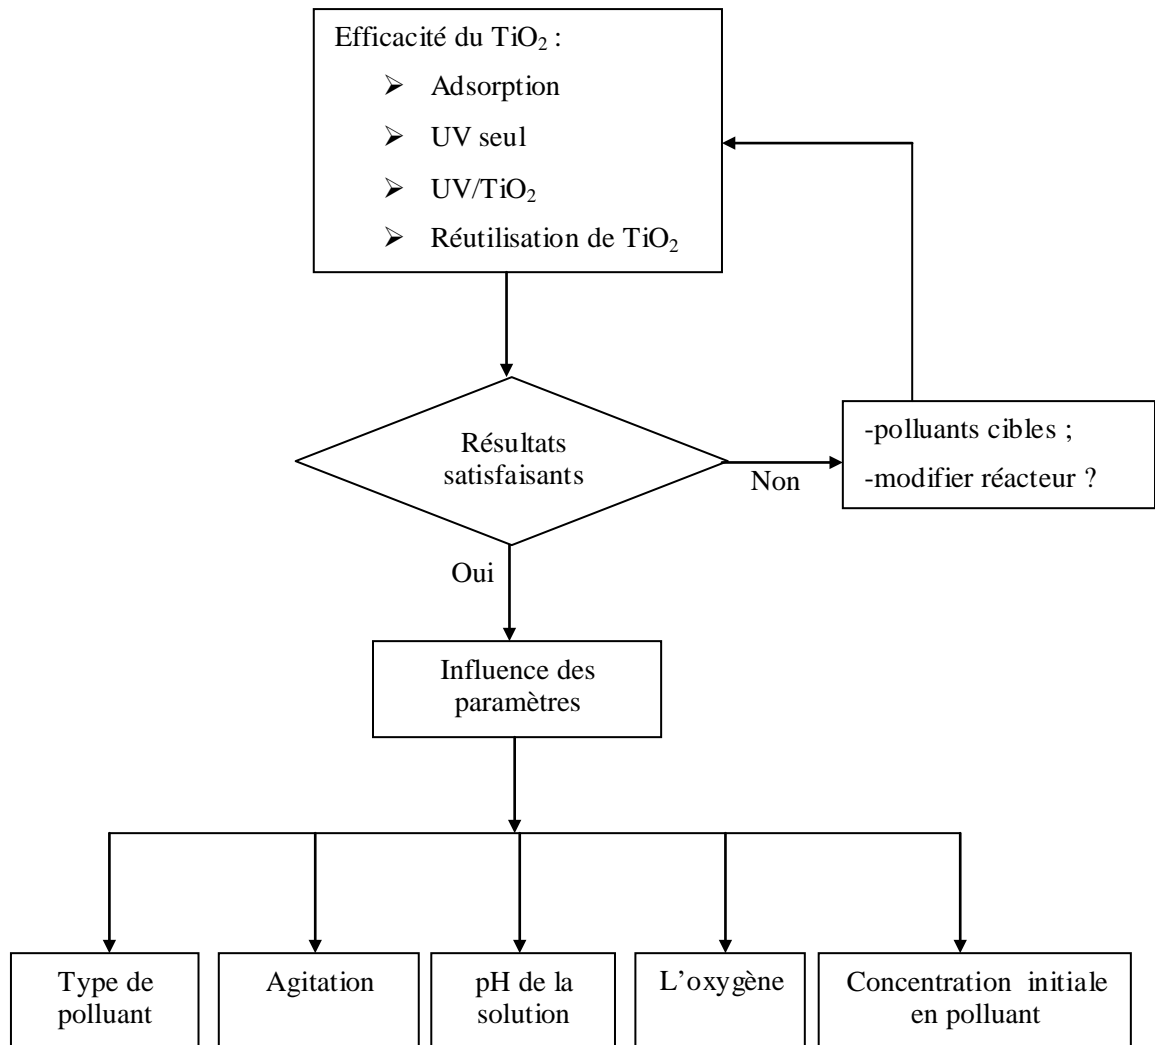 Efficacité du TiO₂ :
➢ Adsorption
➢ UV seul
➢ UV/TiO₂
➢ Réutilisation de TiO₂
Résultats
satisfaisants
Non
-polluants cibles ;
-modifier réacteur ?
Oui
Influence des
paramètres
Type de
polluant
Agitation
pH de la
solution
L'oxygène
Concentration initiale
en polluant